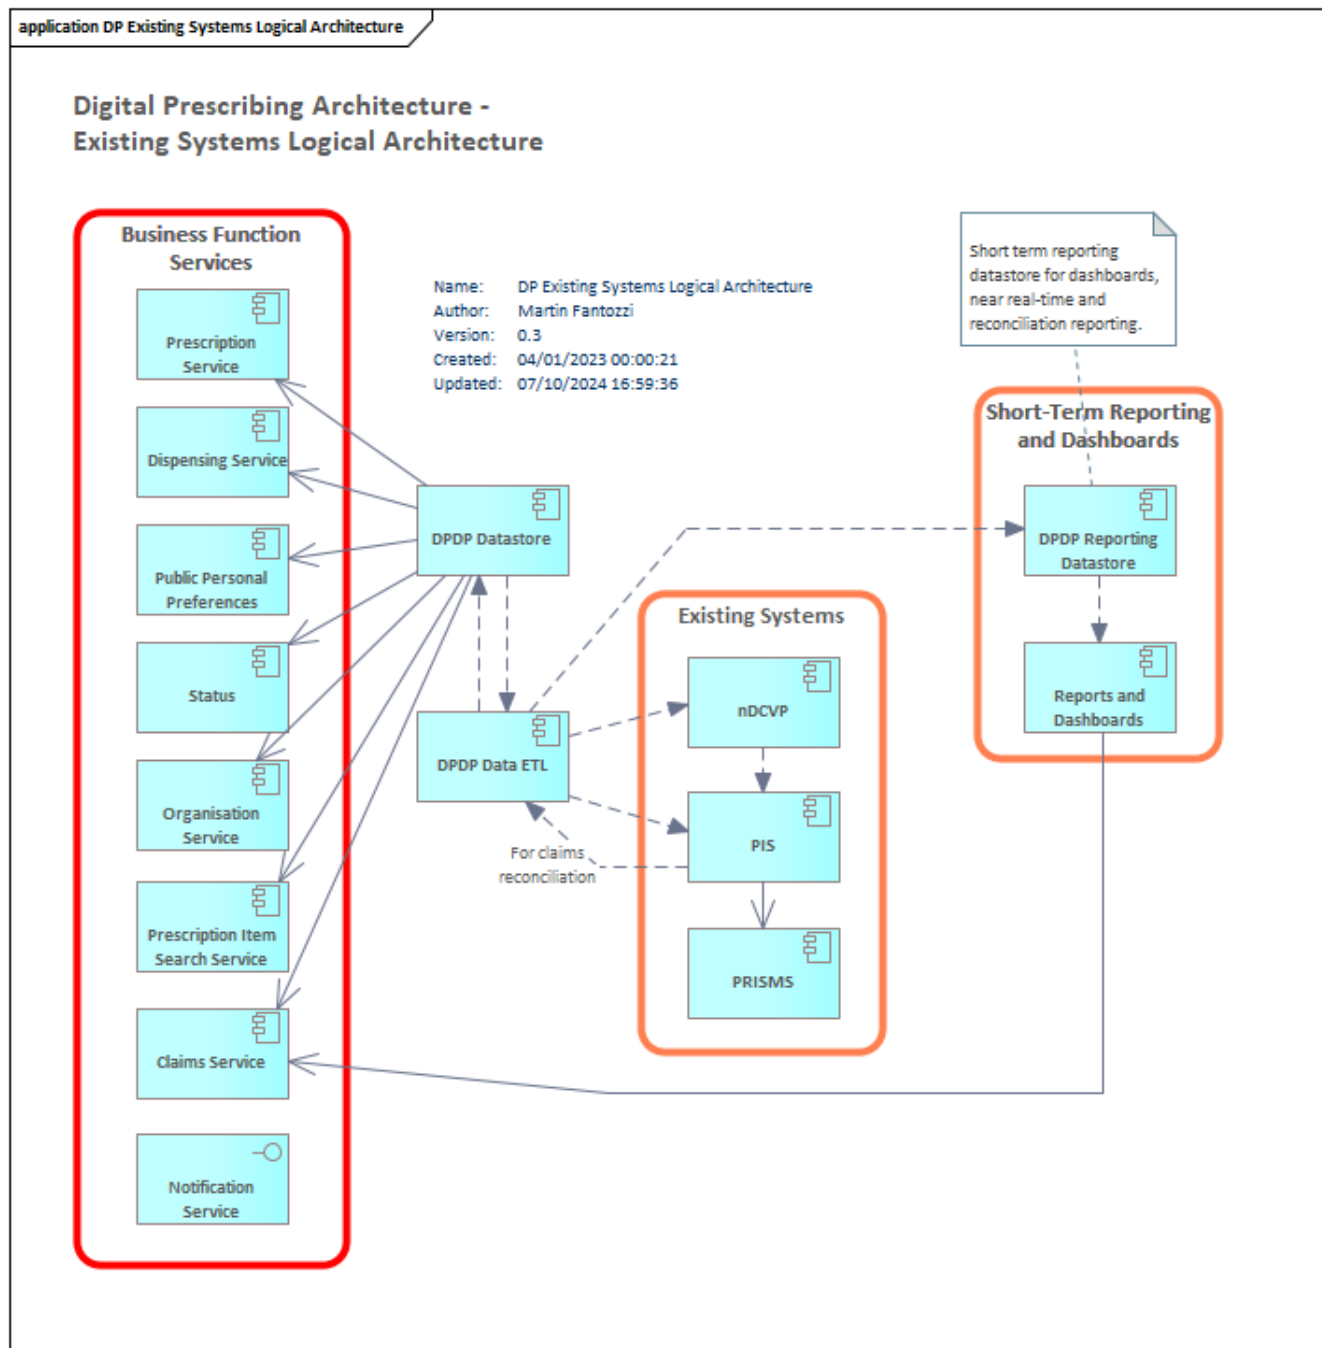 application DP Existing Systems Logical Architecture
Digital Prescribing Architecture -
Existing Systems Logical Architecture
Business Function
Services
Prescription
Service
Dispensing Service
Public Personal
Preferences
Status
Organisation
Service
Prescription Item
Search Service
Claims Service
Notification
Service
Name: DP Existing Systems Logical Architecture
Author: Martin Fantozzi
Version: 0.3
Created: 04/01/2023 00:00:21
Updated: 07/10/2024 16:59:36
DPDP Datastore
DPDP Data ETL
For claims
reconciliation
Existing Systems
nDCVP
PIS
PRISMS
Short term reporting
datastore for dashboards,
near real-time and
reconciliation reporting.
Short-Term Reporting
and Dashboards
DPDP Reporting
Datastore
Reports and
Dashboards